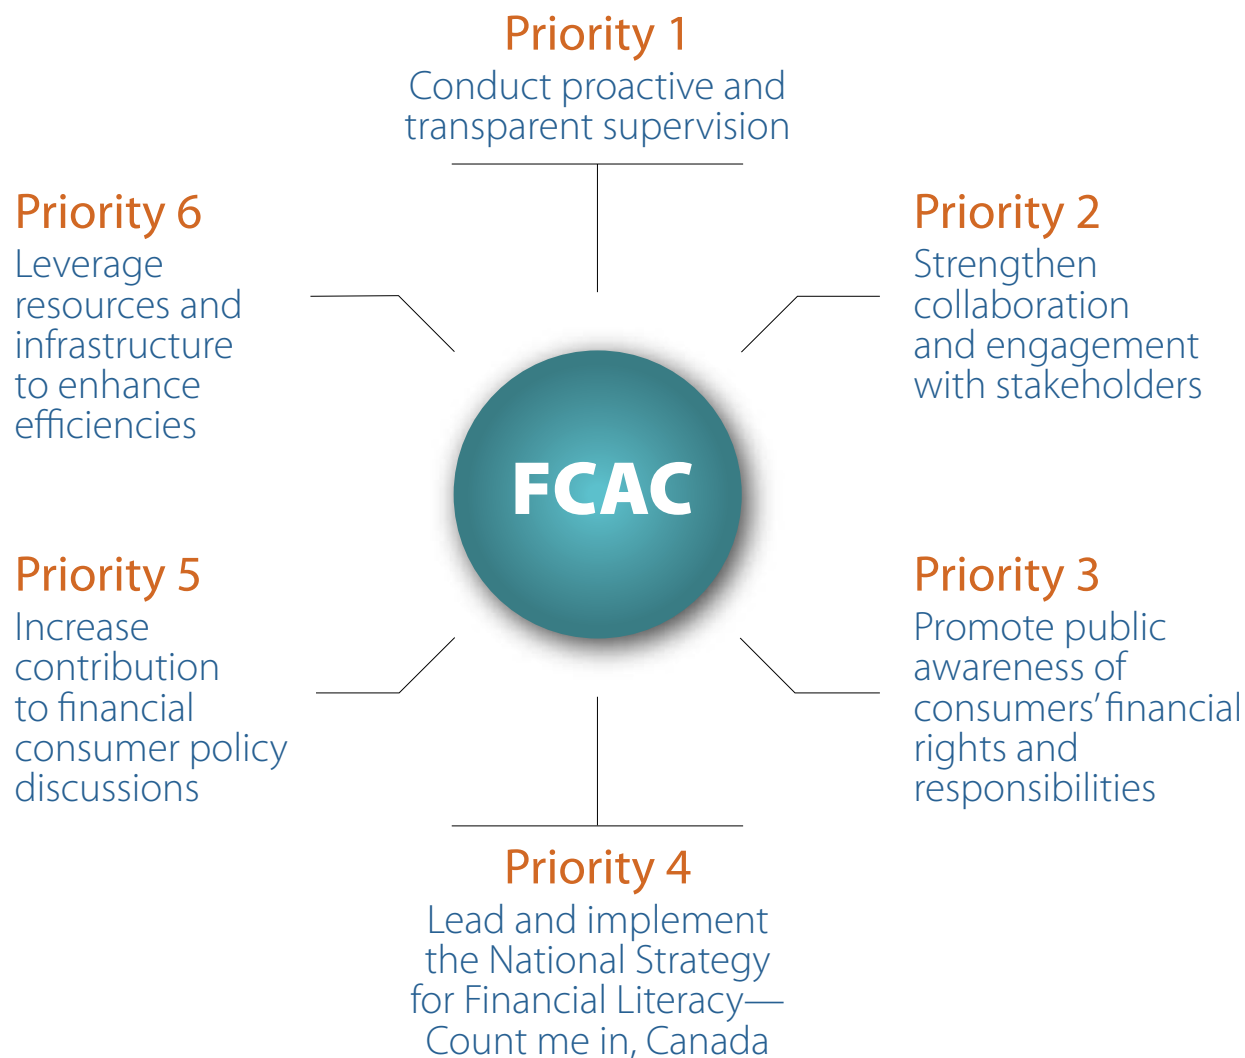 Priority 1
Conduct proactive and
transparent supervision
Priority 2
Strengthen
collaboration
and engagement
with stakeholders
Priority 3
Promote public
awareness of
consumers’ financial
rights and
responsibilities
Priority 4
Lead and implement
the National Strategy
for Financial Literacy—
Count me in, Canada
Priority 5
Increase
contribution
to financial
consumer policy
discussions
Priority 6
Leverage
resources and
infrastructure
to enhance
efficiencies
FCAC